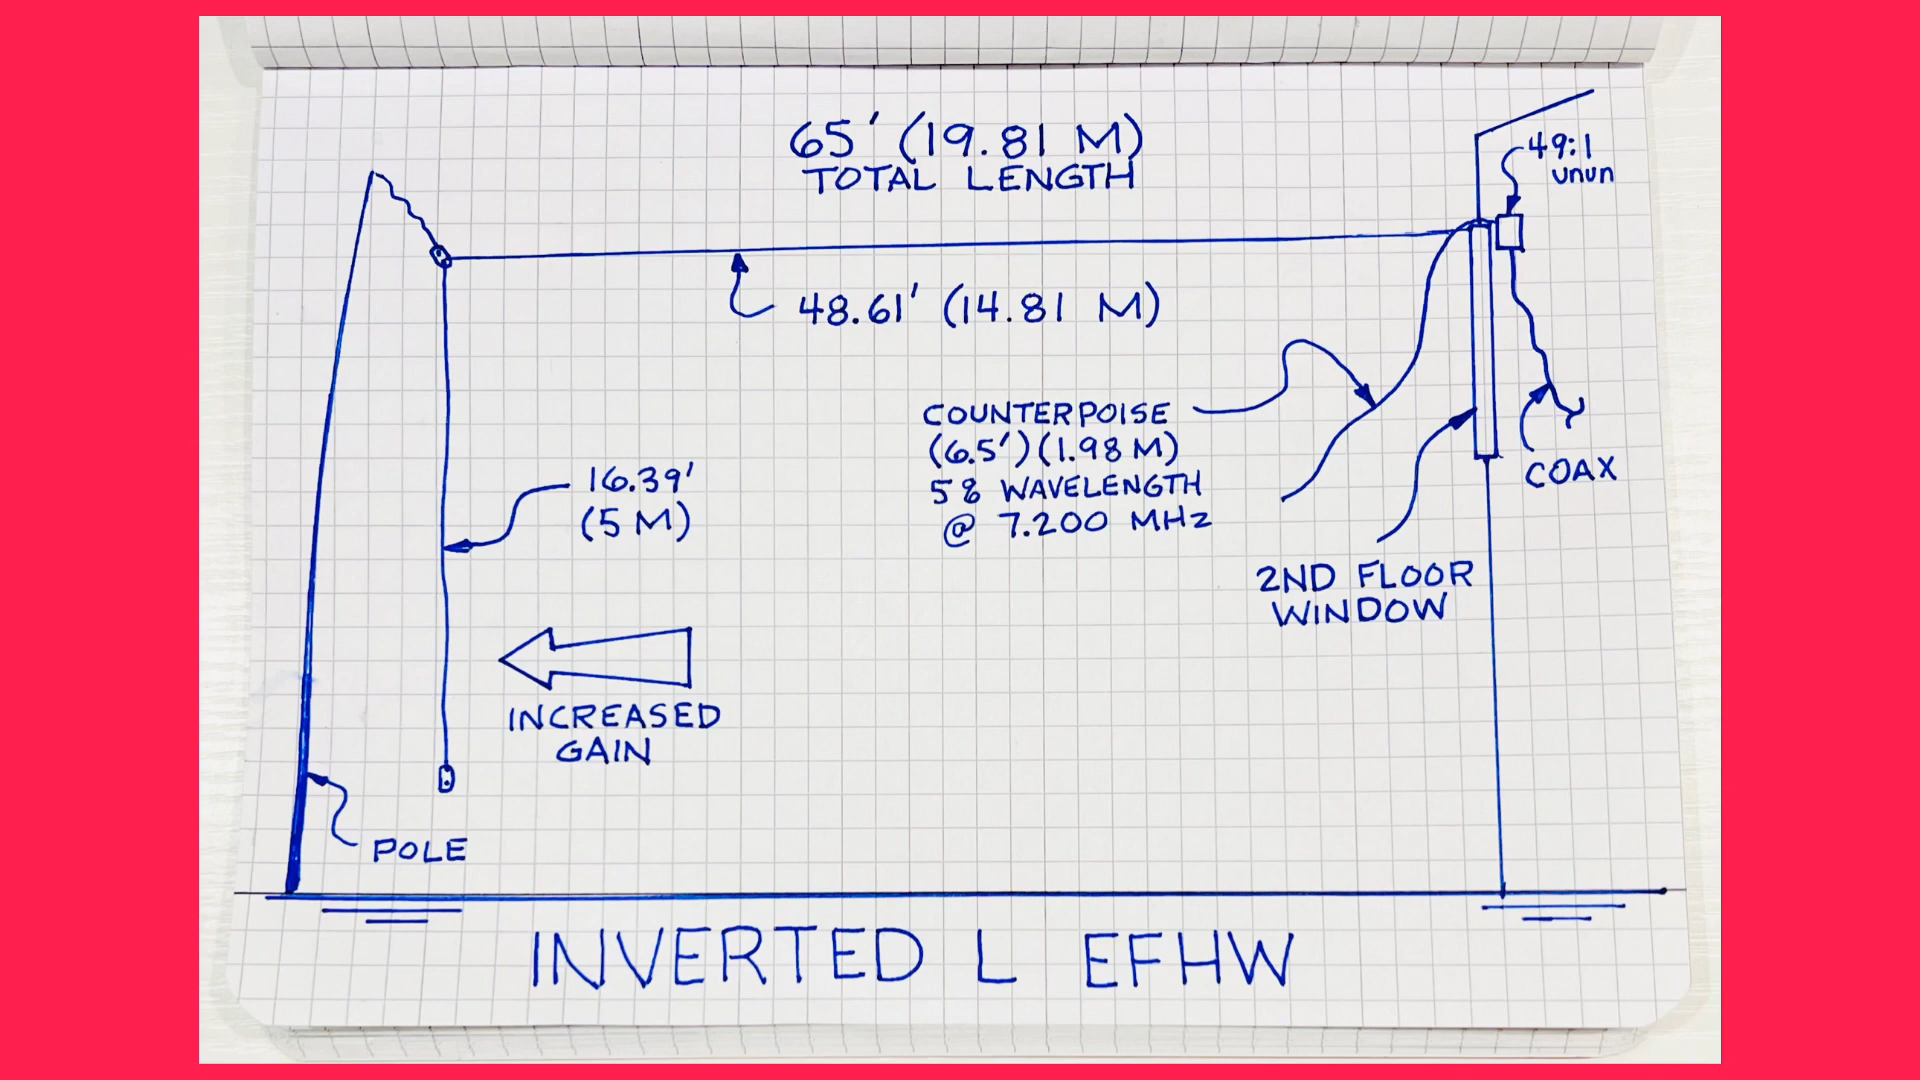 65' (19.81 M)
TOTAL LENGTH
49:1
unun
48.61' (14.81 M)
COUNTERPOISE
(6.5')(1.98 M)
5% WAVELENGTH
@ 7.200 MHz
16.39'
(5 M)
COAX
2ND FLOOR
WINDOW
INCREASED
GAIN
POLE
INVERTED L EFHW